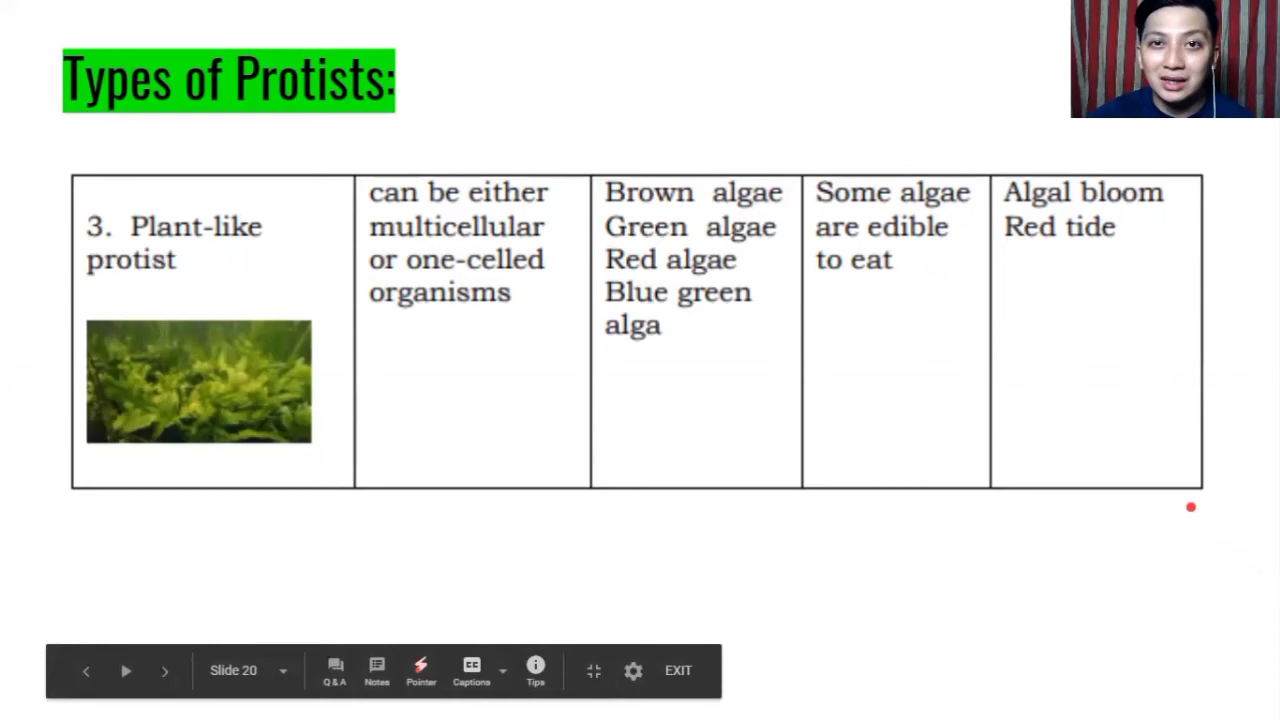 Types of Protists:
3. Plant-like
protist
can be either
multicellular
or one-celled
organisms
Brown algae
Green algae
Red algae
Blue green
alga
Some algae
are edible
to eat
Algal bloom
Red tide
Slide 20
Q & A
Notes
Pointer
CC
Captions
Tips
EXIT